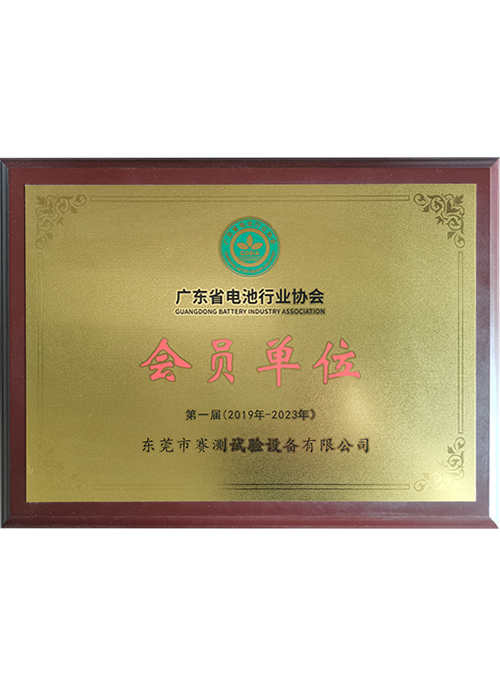 广东省电池行业协会
GUANGDONG BATTERY INDUSTRY ASSOCIATION
会员单位
第一届(2019年-2023年》
东莞市赛测试验设备有限公司